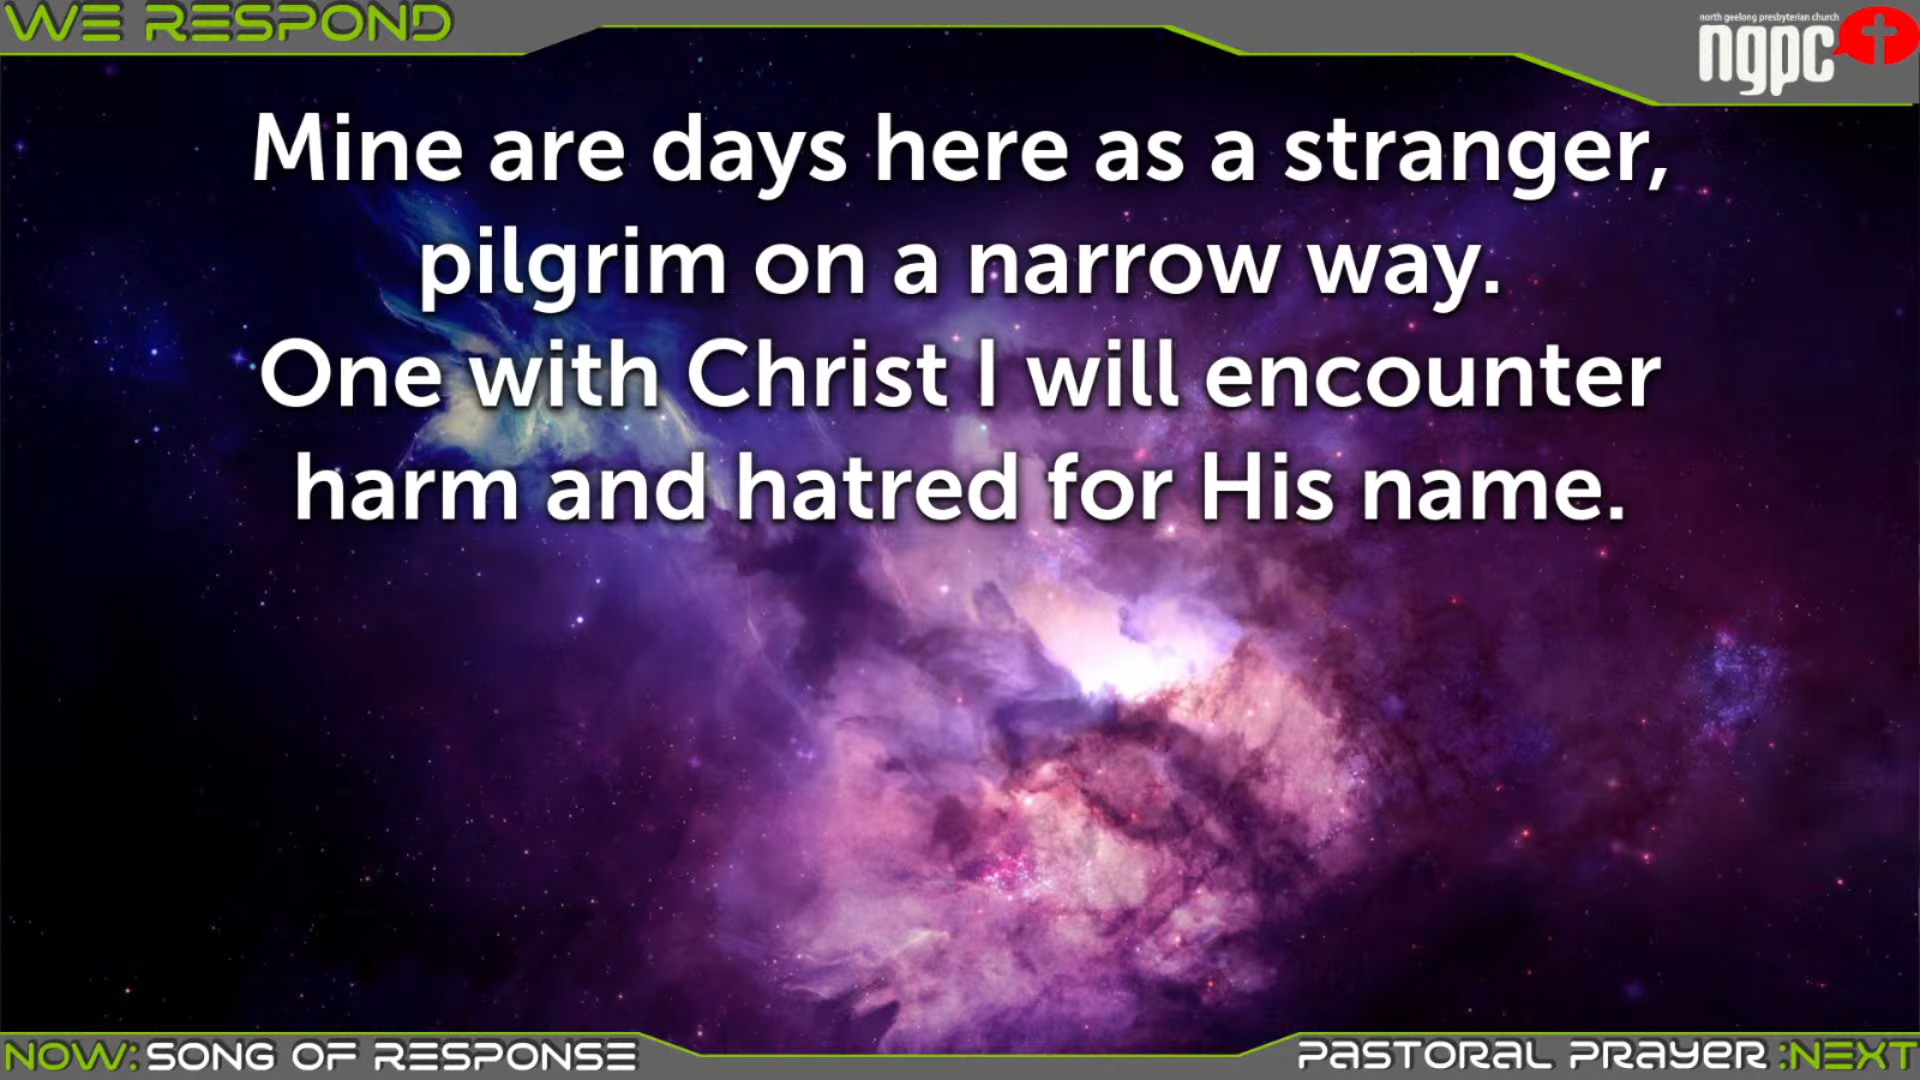 WE RESPOND
north geelong presbyterian church
ngpc
Mine are days here as a stranger,
pilgrim on a narrow way.
One with Christ I will encounter
harm and hatred for His name.
NOW: SONG OF RESPONSE
PASTORAL PRAYER :NEXT